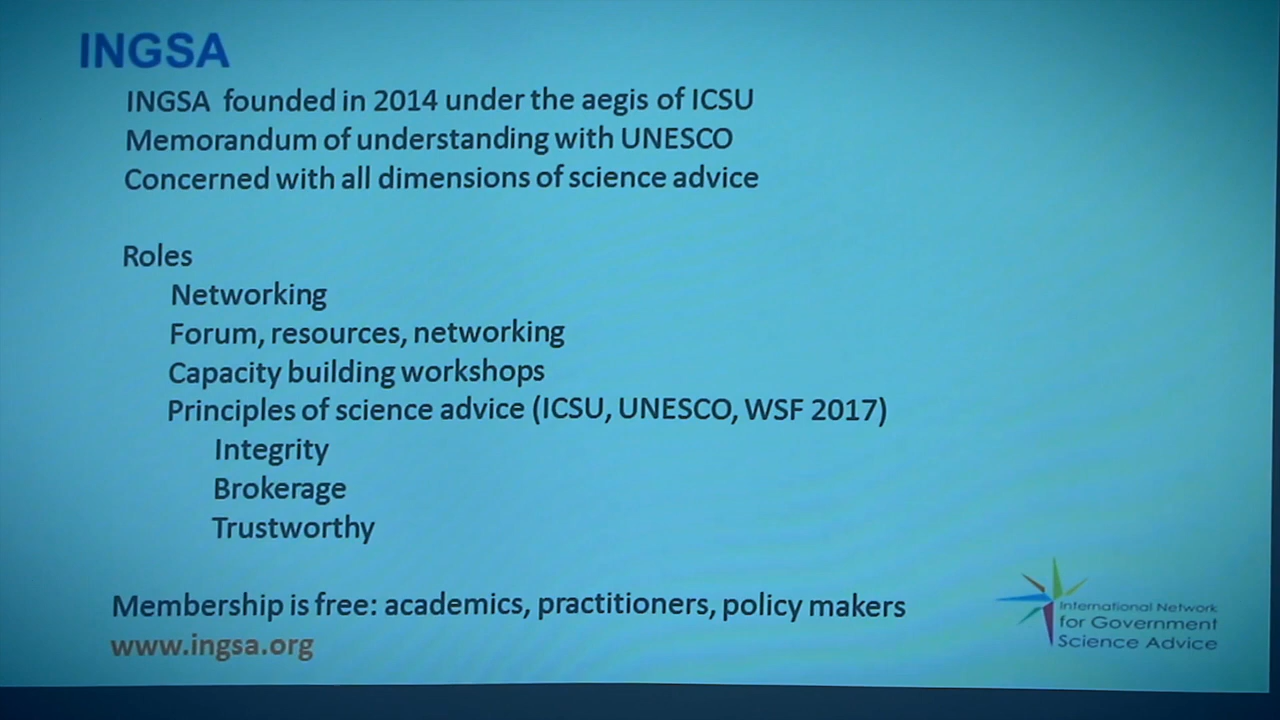 INGSA
INGSA founded in 2014 under the aegis of ICSU
Memorandum of understanding with UNESCO
Concerned with all dimensions of science advice
Roles
Networking
Forum, resources, networking
Capacity building workshops
Principles of science advice (ICSU, UNESCO, WSF 2017)
Integrity
Brokerage
Trustworthy
Membership is free: academics, practitioners, policy makers
www.ingsa.org
International Network
for Government
Science Advice